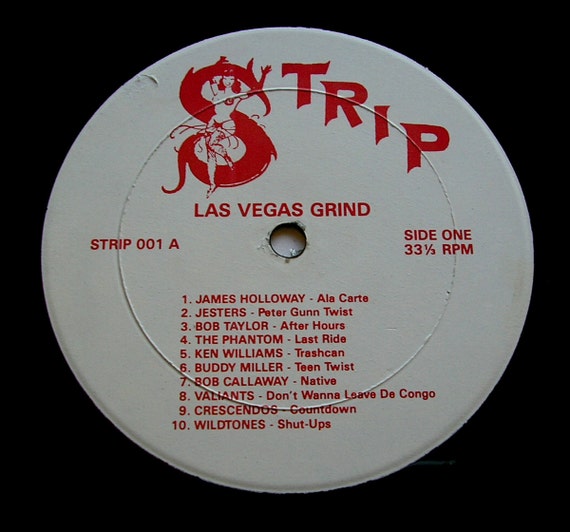 STRIP
LAS VEGAS GRIND
STRIP 001 A
SIDE ONE
33⅓ RPM
1. JAMES HOLLOWAY - Ala Carte
2. JESTERS - Peter Gunn Twist
3. BOB TAYLOR - After Hours
4. THE PHANTOM - Last Ride
5. KEN WILLIAMS - Trashcan
6. BUDDY MILLER - Teen Twist
7. BOB CALLAWAY - Native
8. VALIANTS - Don't Wanna Leave De Congo
9. CRESCENDOS - Countdown
10. WILDTONES - Shut-Ups